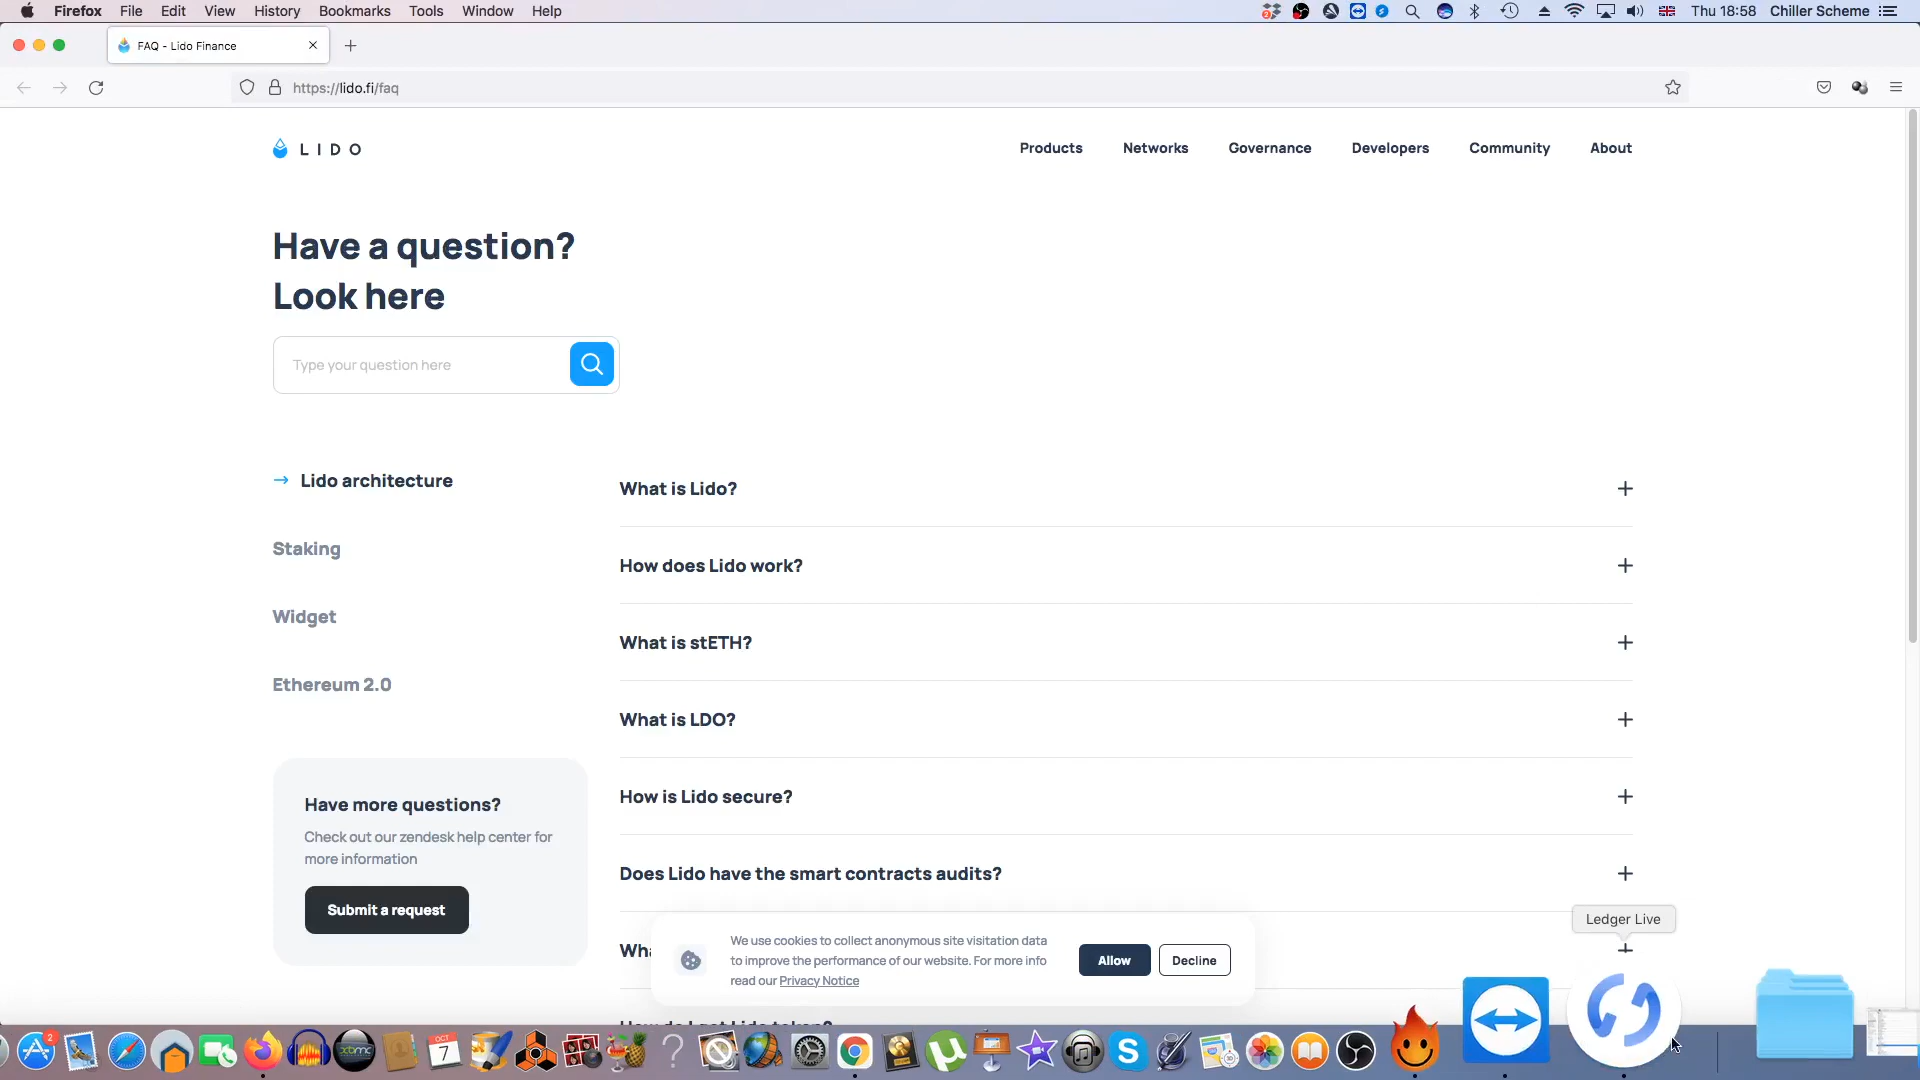 Firefox File Edit View History Bookmarks Tools Window Help
Thu 18:58 Chiller Scheme
FAQ - Lido Finance
https://lido.fi/faq
LIDO
Products Networks Governance Developers Community About
Have a question?
Look here
Type your question here
Lido architecture
Staking
Widget
Ethereum 2.0
Have more questions?
Check out our zendesk help center for
more information
Submit a request
What is Lido?
How does Lido work?
What is stETH?
What is LDO?
How is Lido secure?
Does Lido have the smart contracts audits?
We use cookies to collect anonymous site visitation data
to improve the performance of our website. For more info
read our Privacy Notice
Allow
Decline
Ledger Live
2
OCT
7